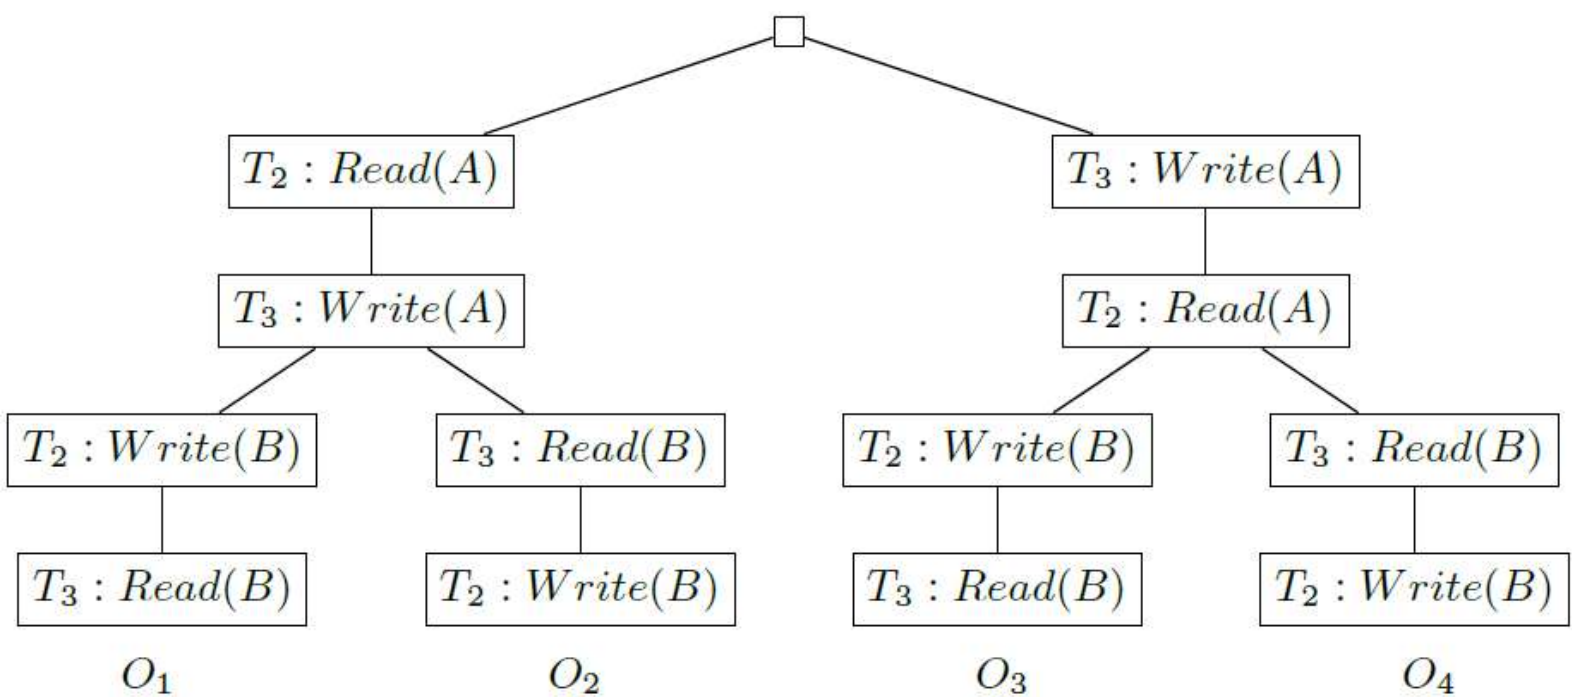 T₂ : Read(A) T₃ : Write(A)
T₃ : Write(A) T₂ : Read(A)
T₂ : Write(B) T₃ : Read(B) T₂ : Write(B) T₃ : Read(B)
T₃ : Read(B) T₂ : Write(B) T₃ : Read(B) T₂ : Write(B)
O₁ O₂ O₃ O₄